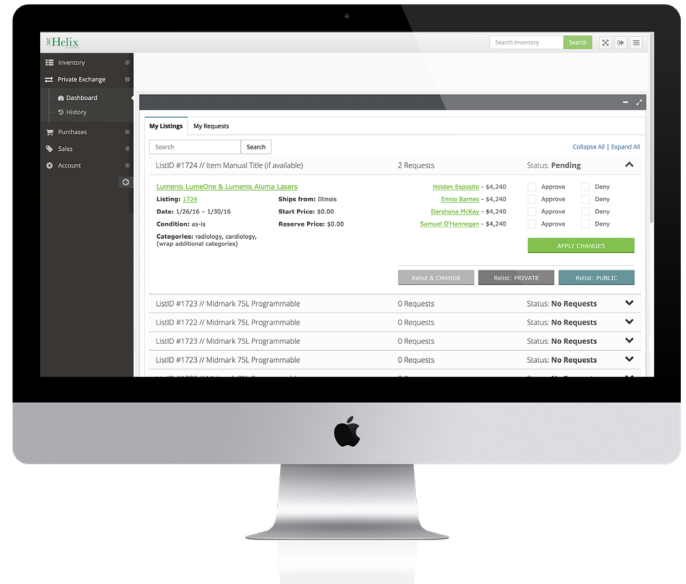 Helix
Search Inventory Search
Inventory
Private Exchange
Dashboard
History
Purchases
Sales
Account
My Listings My Requests
Search Search
Collapse All | Expand All
ListID #1724 // Item Manual Title (if available) 2 Requests Status: Pending
Lumenis LumeOne & Lumenis Aluma Lasers
Listing: 1724 Ships from: Illinois
Date: 1/26/16 – 1/30/16 Start Price: $0.00
Condition: as-is Reserve Price: $0.00
Categories: radiology, cardiology,
(wrap additional categories)
Holden Esposito - $4,240 Approve Deny
Ennio Barnes - $4,240 Approve Deny
Darshana McKay - $4,240 Approve Deny
Samuel O'Hannegan - $4,240 Approve Deny
APPLY CHANGES
Relist & CHANGE Relist: PRIVATE Relist: PUBLIC
ListID #1723 // Midmark 75L Programmable 0 Requests Status: No Requests
ListID #1722 // Midmark 75L Programmable 0 Requests Status: No Requests
ListID #1723 // Midmark 75L Programmable 0 Requests Status: No Requests
ListID #1723 // Midmark 75L Programmable 0 Requests Status: No Requests